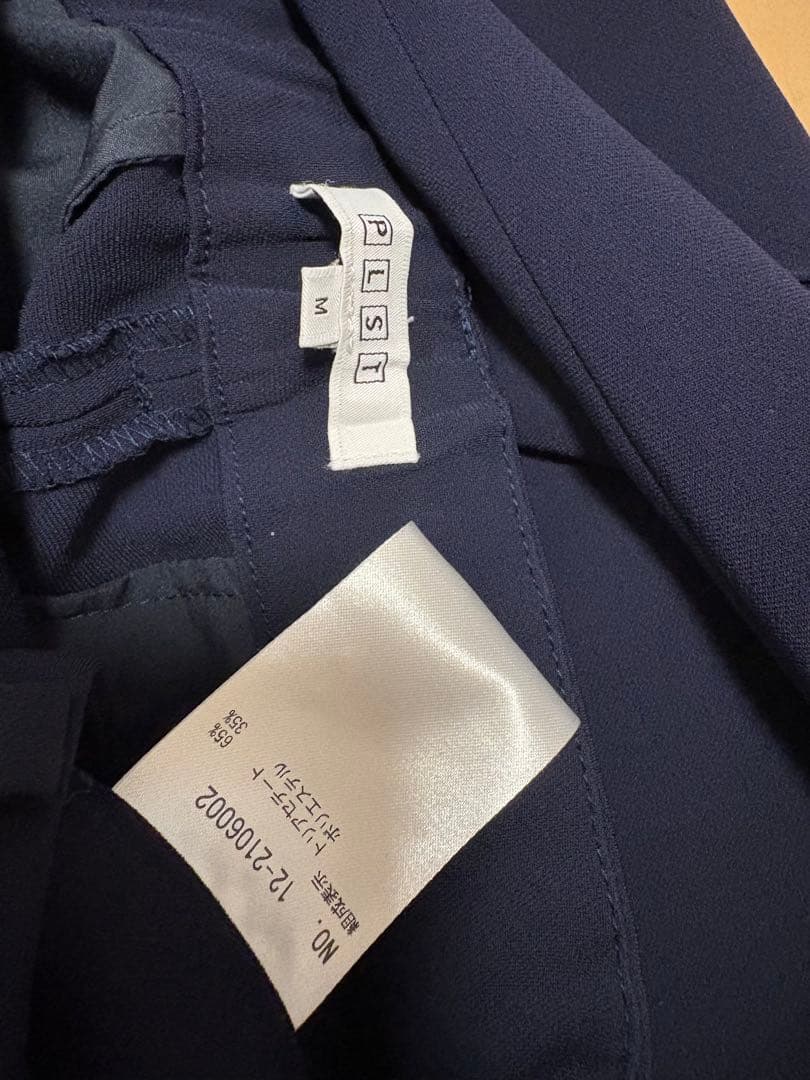 PLST
M
NO. 12-2106002
組成表示 トリアセテート 65%
ポリエステル 35%